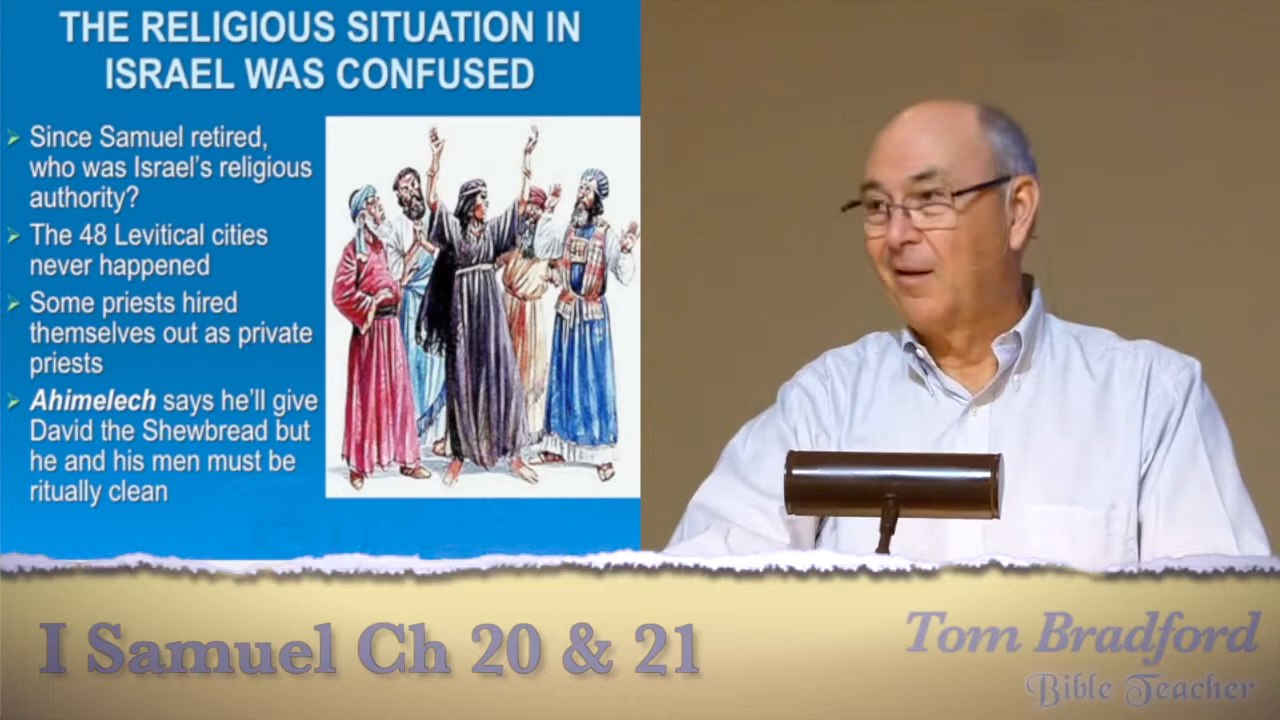 THE RELIGIOUS SITUATION IN
ISRAEL WAS CONFUSED
Since Samuel retired,
who was Israel's religious
authority?
The 48 Levitical cities
never happened
Some priests hired
themselves out as private
priests
Ahimelech says he'll give
David the Shewbread but
he and his men must be
ritually clean
I Samuel Ch 20 & 21
Tom Bradford
Bible Teacher